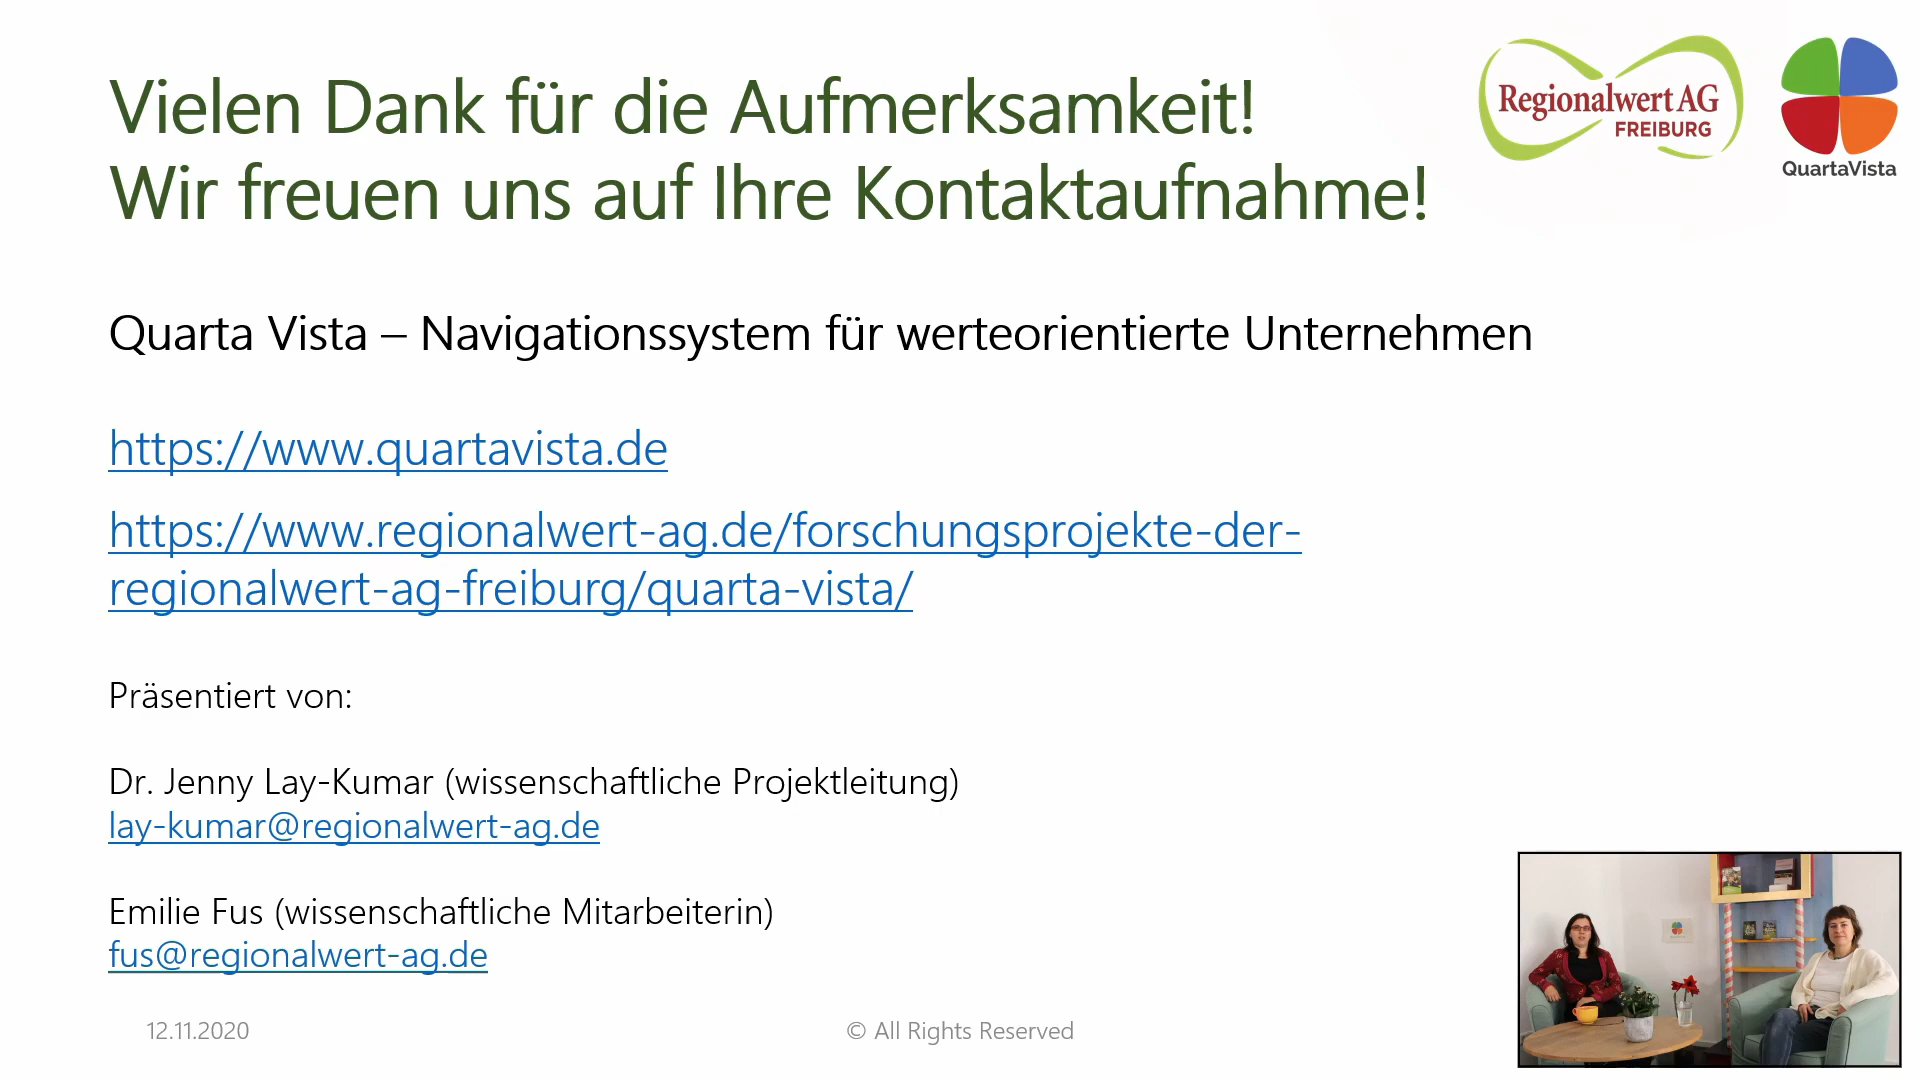 Vielen Dank für die Aufmerksamkeit!
Wir freuen uns auf Ihre Kontaktaufnahme!
Regionalwert AG
FREIBURG
QuartaVista
Quarta Vista – Navigationssystem für werteorientierte Unternehmen
https://www.quartavista.de
https://www.regionalwert-ag.de/forschungsprojekte-der-
regionalwert-ag-freiburg/quarta-vista/
Präsentiert von:
Dr. Jenny Lay-Kumar (wissenschaftliche Projektleitung)
lay-kumar@regionalwert-ag.de
Emilie Fus (wissenschaftliche Mitarbeiterin)
fus@regionalwert-ag.de
12.11.2020
© All Rights Reserved